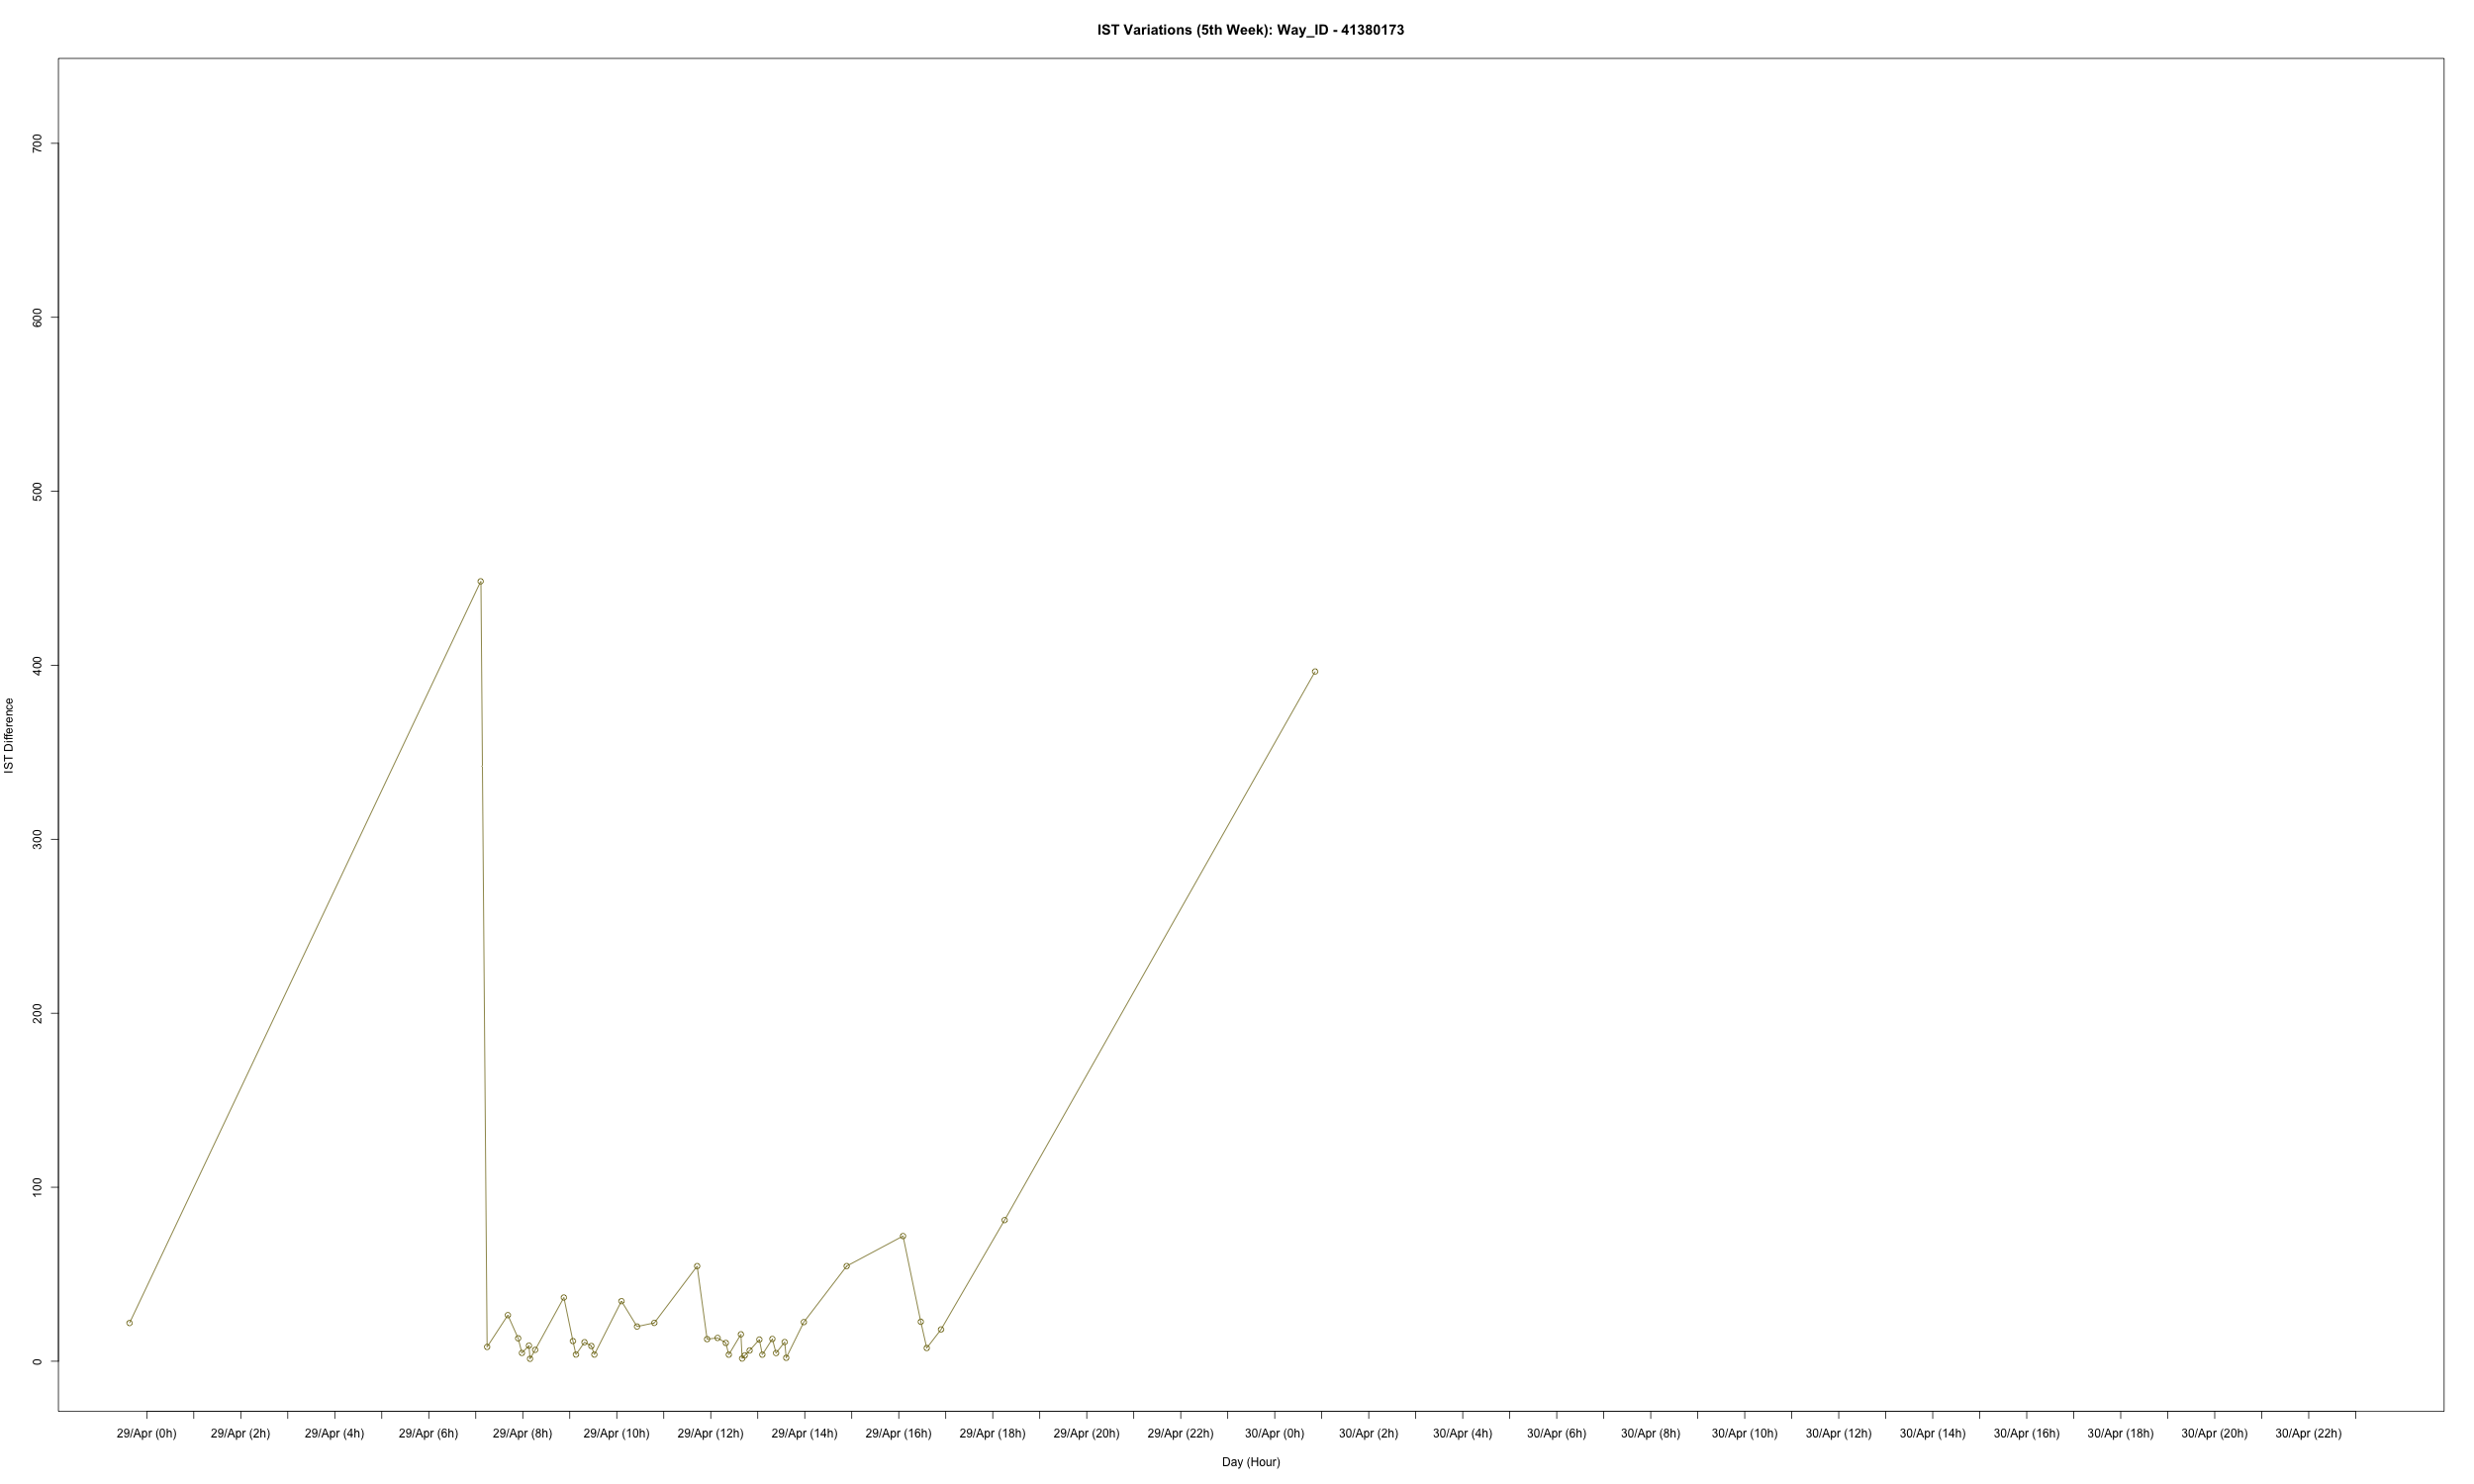 IST Variations (5th Week): Way_ID - 41380173
700
600
500
400
300
200
100
0
IST Difference
29/Apr (0h) 29/Apr (2h) 29/Apr (4h) 29/Apr (6h) 29/Apr (8h) 29/Apr (10h) 29/Apr (12h) 29/Apr (14h) 29/Apr (16h) 29/Apr (18h) 29/Apr (20h) 29/Apr (22h) 30/Apr (0h) 30/Apr (2h) 30/Apr (4h) 30/Apr (6h) 30/Apr (8h) 30/Apr (10h) 30/Apr (12h) 30/Apr (14h) 30/Apr (16h) 30/Apr (18h) 30/Apr (20h) 30/Apr (22h)
Day (Hour)